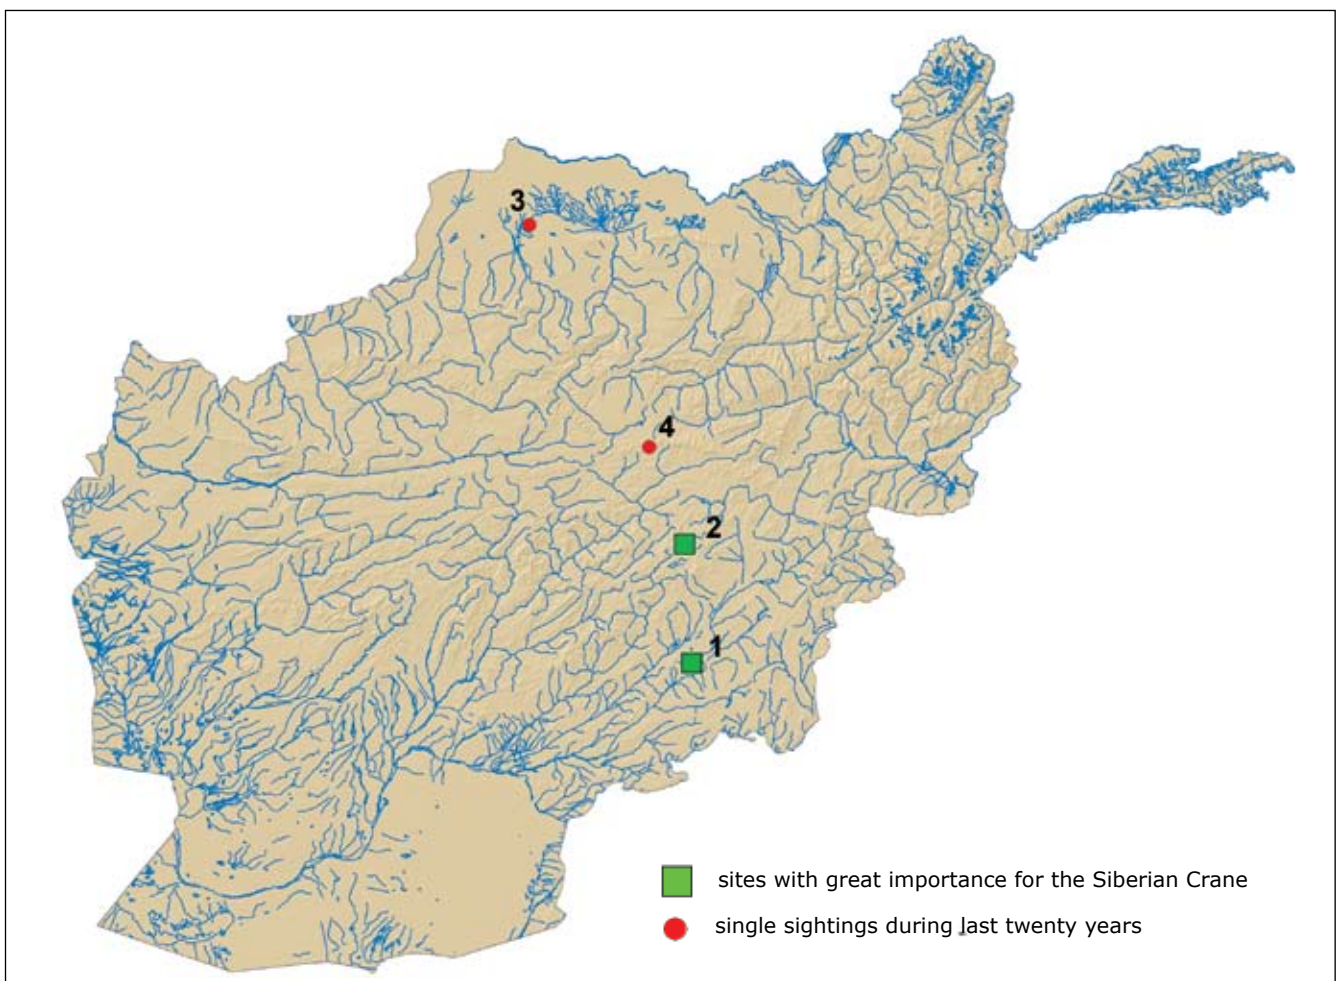 3
4
2
1
sites with great importance for the Siberian Crane
single sightings during last twenty years